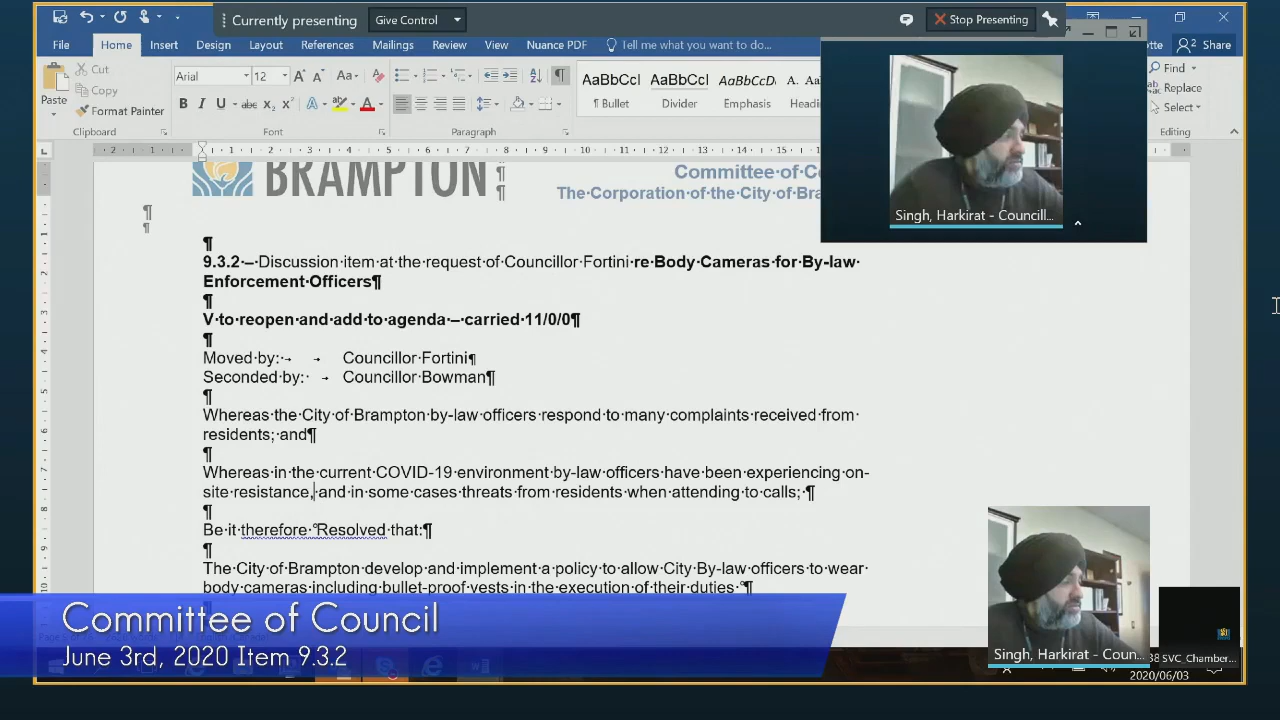 Currently presenting
Give Control
Stop Presenting
File
Home
Insert
Design
Layout
References
Mailings
Review
View
Nuance PDF
Tell me what you want to do...
Share
Paste
Cut
Copy
Format Painter
Clipboard
Arial
12
Font
Paragraph
AaBbCcI
¶ Bullet
AaBbCcI
Divider
AaBbCcD
Emphasis
Find
Replace
Select
Editing
BRAMPTON
Committee of
The Corporation of the City of
9.3.2 – Discussion item at the request of Councillor Fortini re Body Cameras for By-law
Enforcement Officers¶
V to reopen and add to agenda – carried 11/0/0¶
Moved by: Councillor Fortini¶
Seconded by: Councillor Bowman¶
Whereas the City of Brampton by-law officers respond to many complaints received from
residents; and¶
Whereas in the current COVID-19 environment by-law officers have been experiencing on-
site resistance, and in some cases threats from residents when attending to calls; ¶
Be it therefore Resolved that:¶
The City of Brampton develop and implement a policy to allow City By-law officers to wear
body cameras including bullet-proof vests in the execution of their duties ¶
Singh, Harkirat - Councill...
Singh, Harkirat - Coun...
SVC_Chamber...
2020/06/03
Committee of Council
June 3rd, 2020 Item 9.3.2